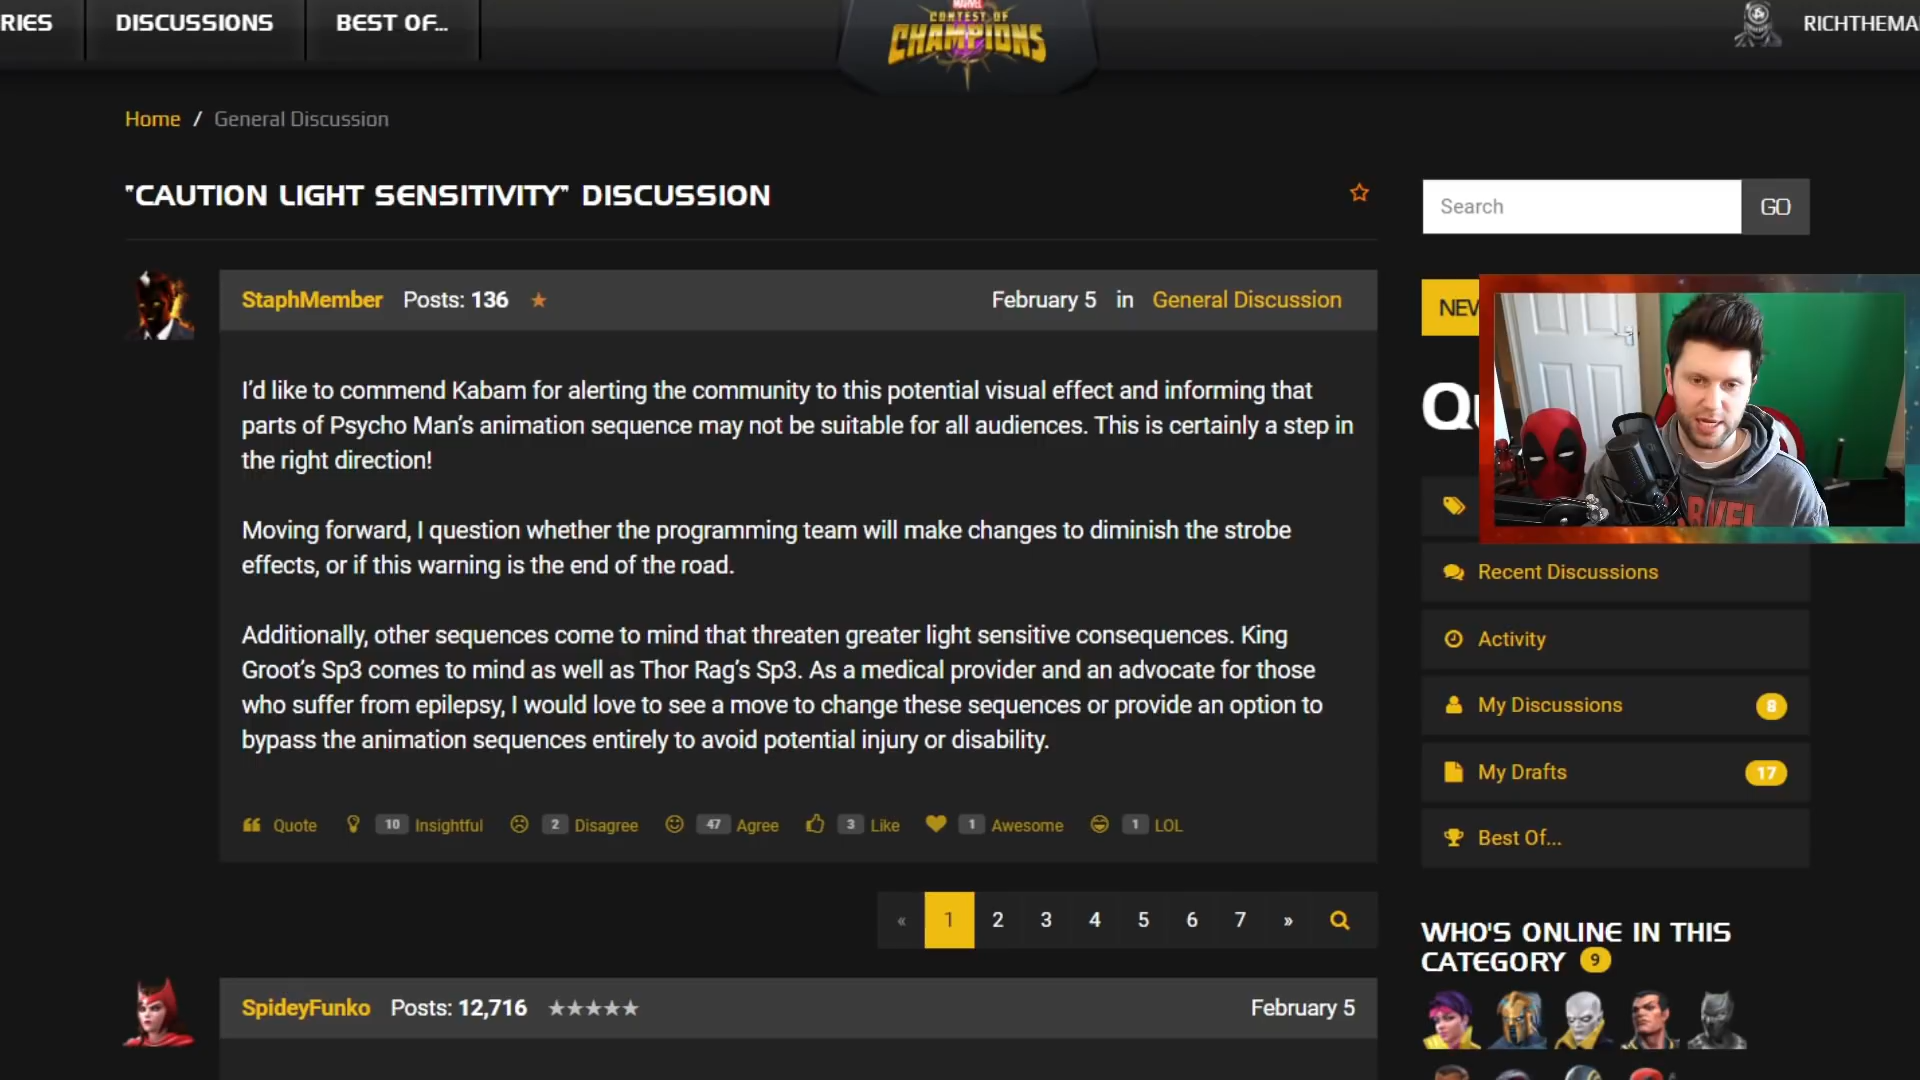 RIES
DISCUSSIONS
BEST OF...
MARVEL
CONTEST OF
CHAMPIONS
RICHTHEMA
Home / General Discussion
"CAUTION LIGHT SENSITIVITY" DISCUSSION
Search
GO
StaphMember Posts: 136
February 5 in General Discussion
NEW
I'd like to commend Kabam for alerting the community to this potential visual effect and informing that
parts of Psycho Man's animation sequence may not be suitable for all audiences. This is certainly a step in
the right direction!
Qu
Moving forward, I question whether the programming team will make changes to diminish the strobe
effects, or if this warning is the end of the road.
Additionally, other sequences come to mind that threaten greater light sensitive consequences. King
Groot's Sp3 comes to mind as well as Thor Rag's Sp3. As a medical provider and an advocate for those
who suffer from epilepsy, I would love to see a move to change these sequences or provide an option to
bypass the animation sequences entirely to avoid potential injury or disability.
Quote 10 Insightful 2 Disagree 47 Agree 3 Like 1 Awesome 1 LOL
Recent Discussions
Activity
My Discussions 8
My Drafts 17
Best Of...
« 1 2 3 4 5 6 7 »
WHO'S ONLINE IN THIS
CATEGORY 9
SpideyFunko Posts: 12,716 ★★★★★
February 5